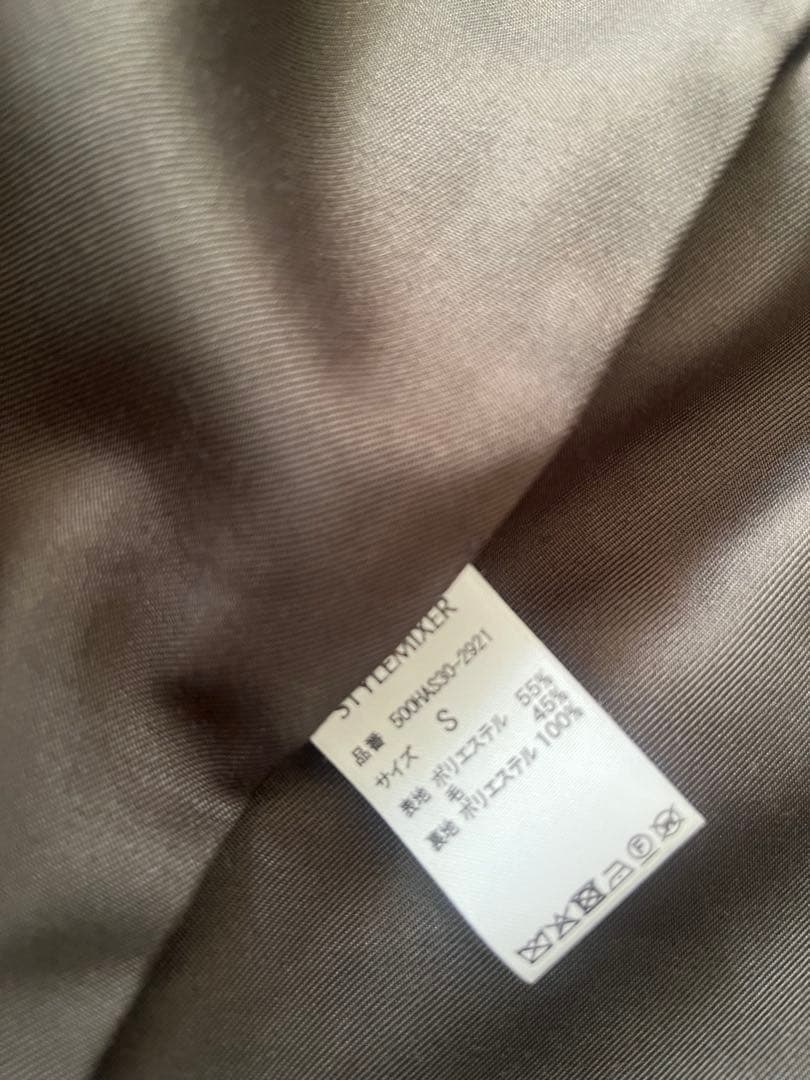 STYLEMIXER
品番 500HAS30-2921
サイズ S
表地 ポリエステル 55%
毛 45%
裏地 ポリエステル 100%
F